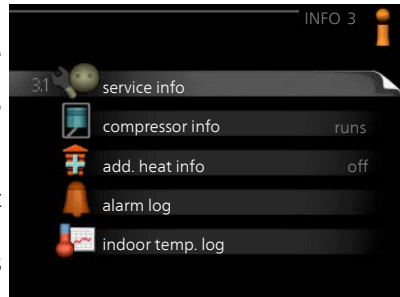 INFO 3
3.1 service info
compressor info runs
add. heat info off
alarm log
indoor temp. log